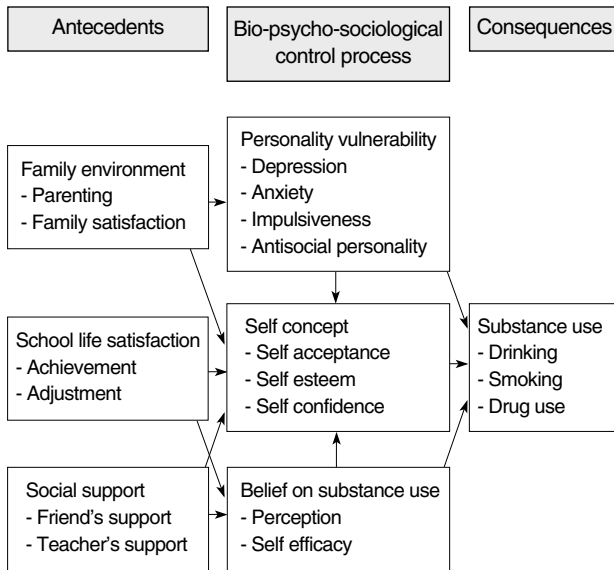 Antecedents
Bio-psycho-sociological
control process
Consequences
Family environment
- Parenting
- Family satisfaction
Personality vulnerability
- Depression
- Anxiety
- Impulsiveness
- Antisocial personality
School life satisfaction
- Achievement
- Adjustment
Self concept
- Self acceptance
- Self esteem
- Self confidence
Substance use
- Drinking
- Smoking
- Drug use
Social support
- Friend's support
- Teacher's support
Belief on substance use
- Perception
- Self efficacy